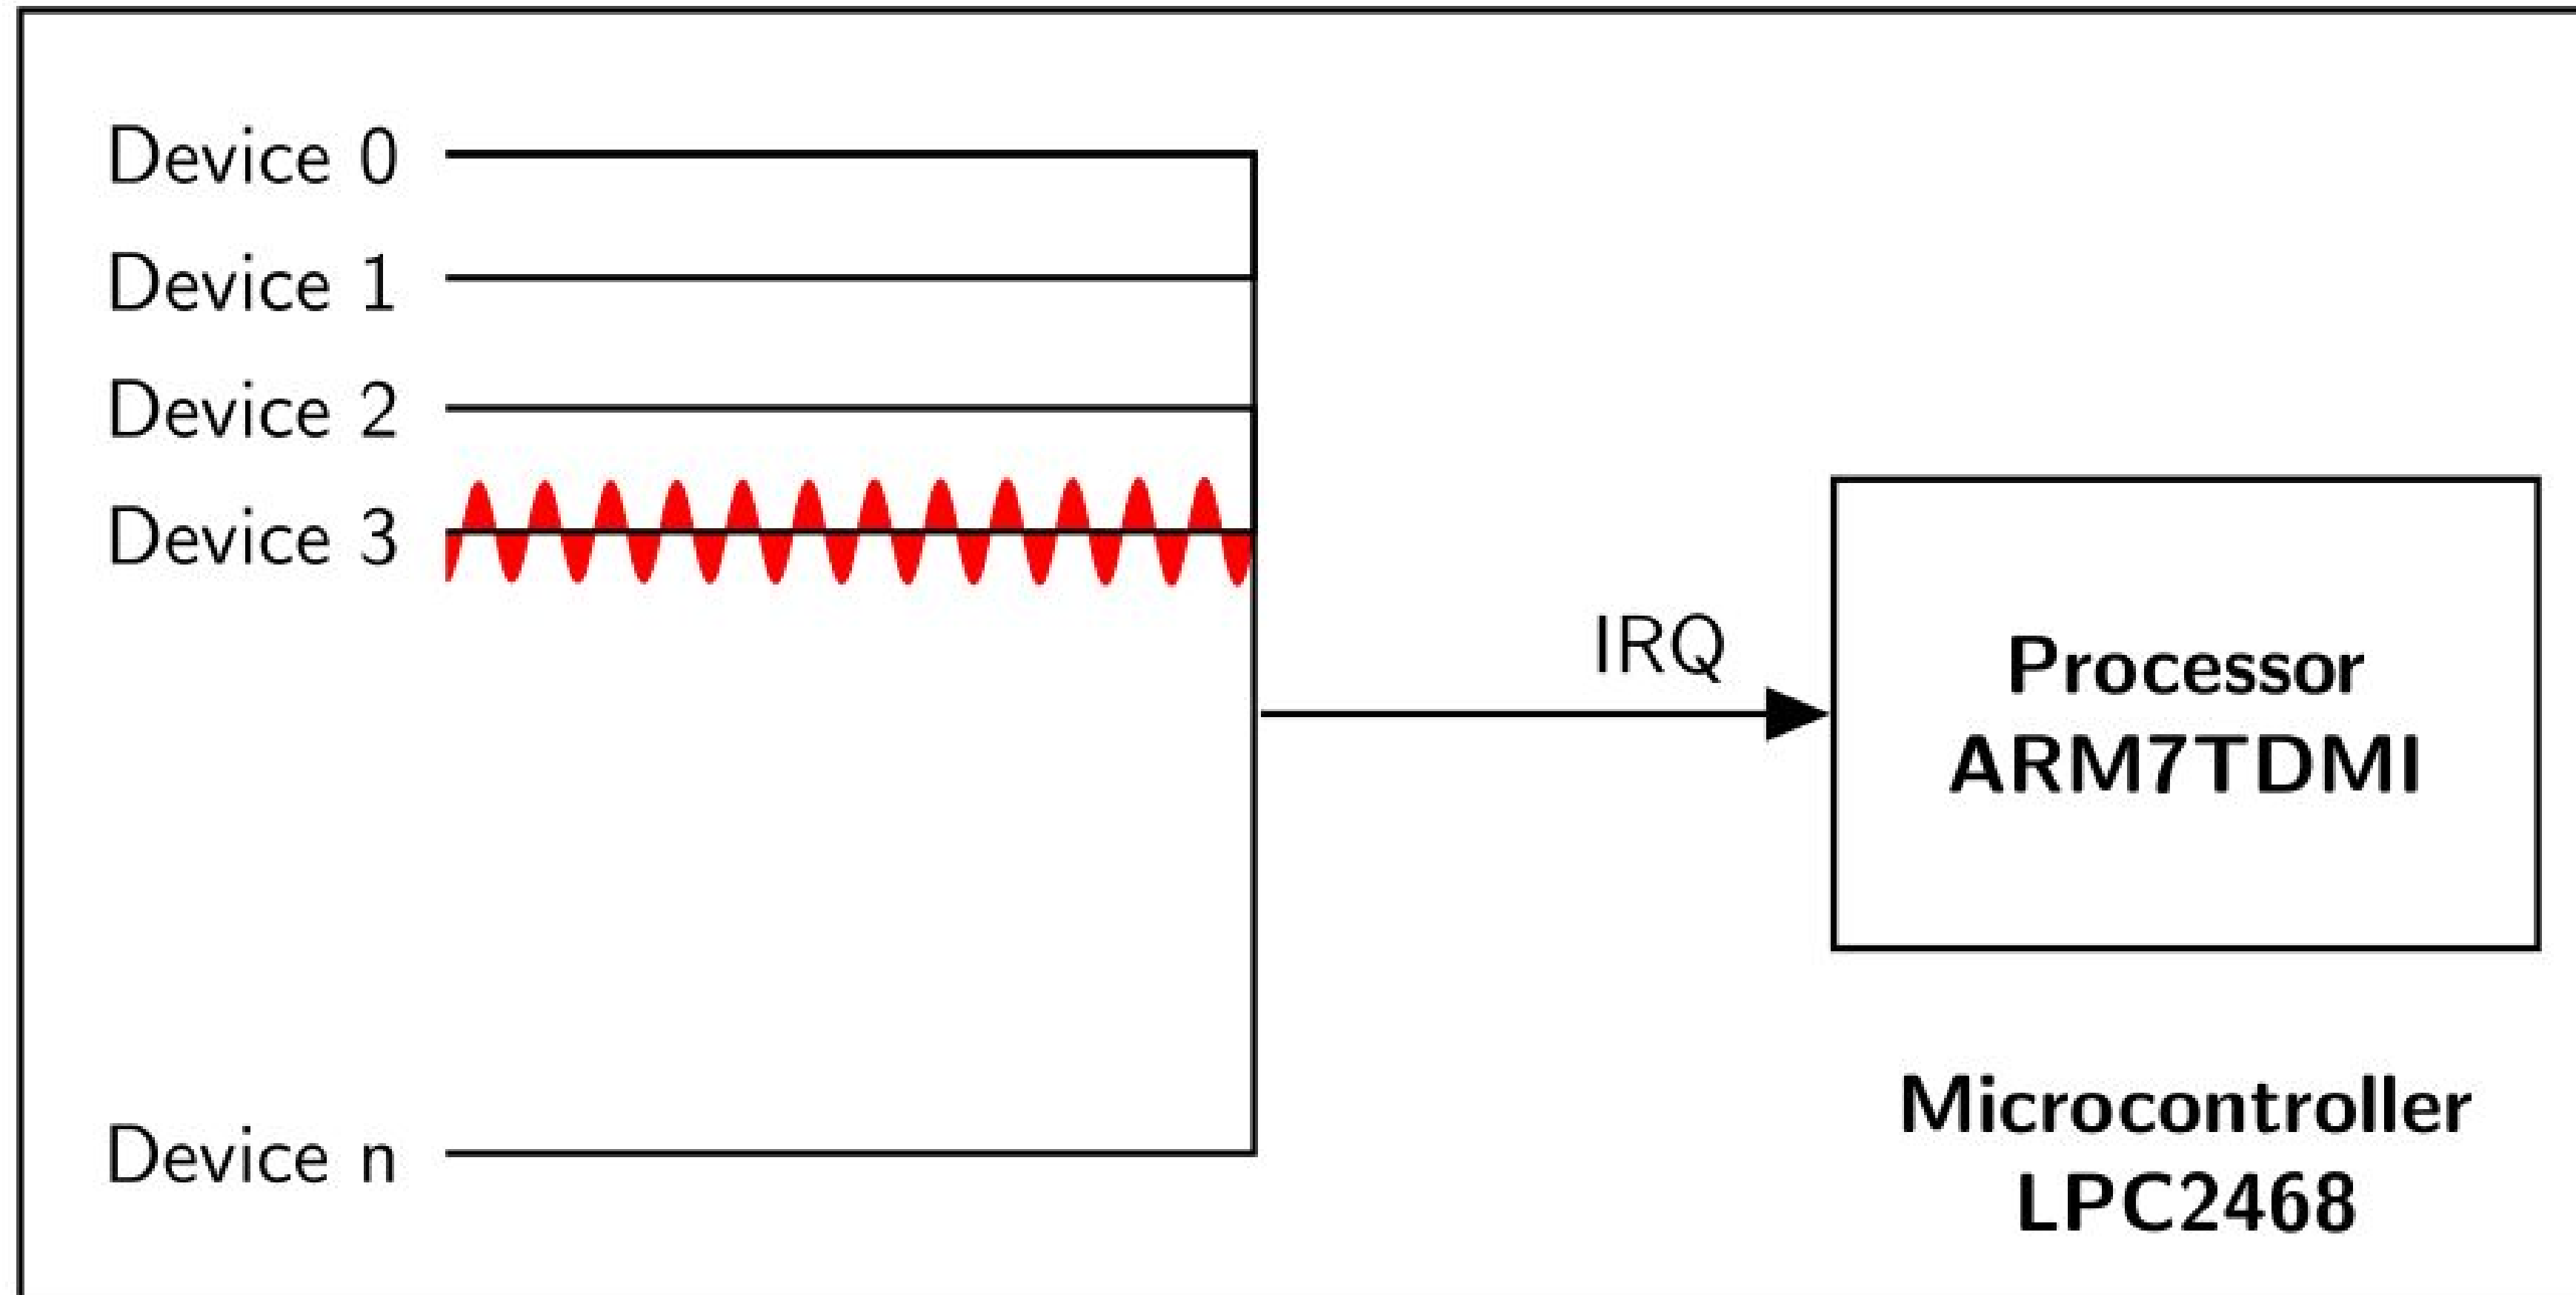 Device 0
Device 1
Device 2
Device 3
IRQ
Processor
ARM7TDMI
Microcontroller
LPC2468
Device n